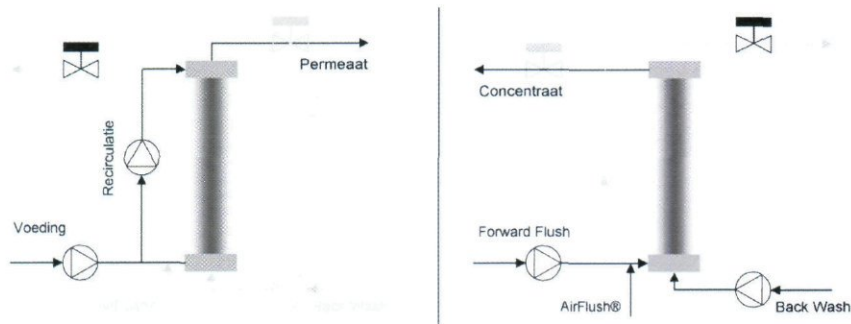 Permeaat
Recirculatie
Voeding
Concentraat
Forward Flush
AirFlush®
Back Wash